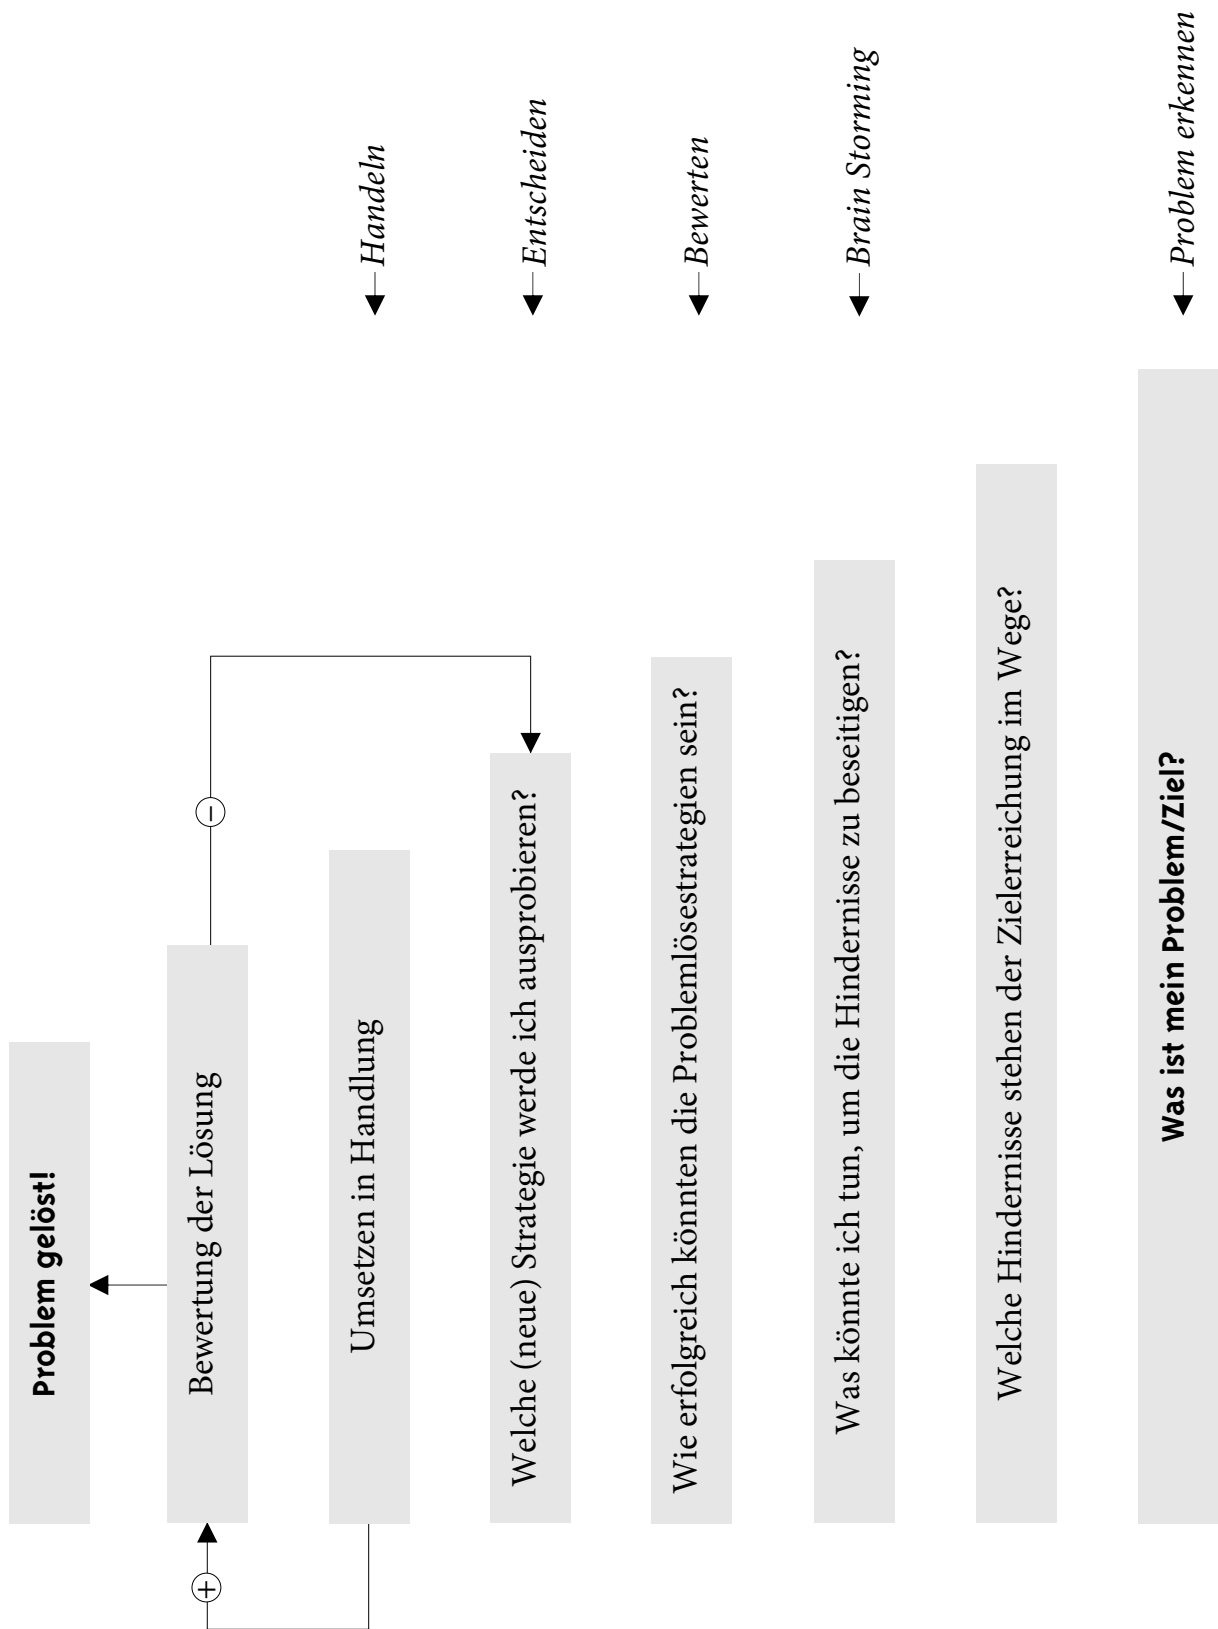 Problem gelöst!
Bewertung der Lösung
Umsetzen in Handlung
Welche (neue) Strategie werde ich ausprobieren?
Wie erfolgreich könnten die Problemlösestrategien sein?
Was könnte ich tun, um die Hindernisse zu beseitigen?
Welche Hindernisse stehen der Zielerreichung im Wege?
Was ist mein Problem/Ziel?
+
–
Handeln
Entscheiden
Bewerten
Brain Storming
Problem erkennen